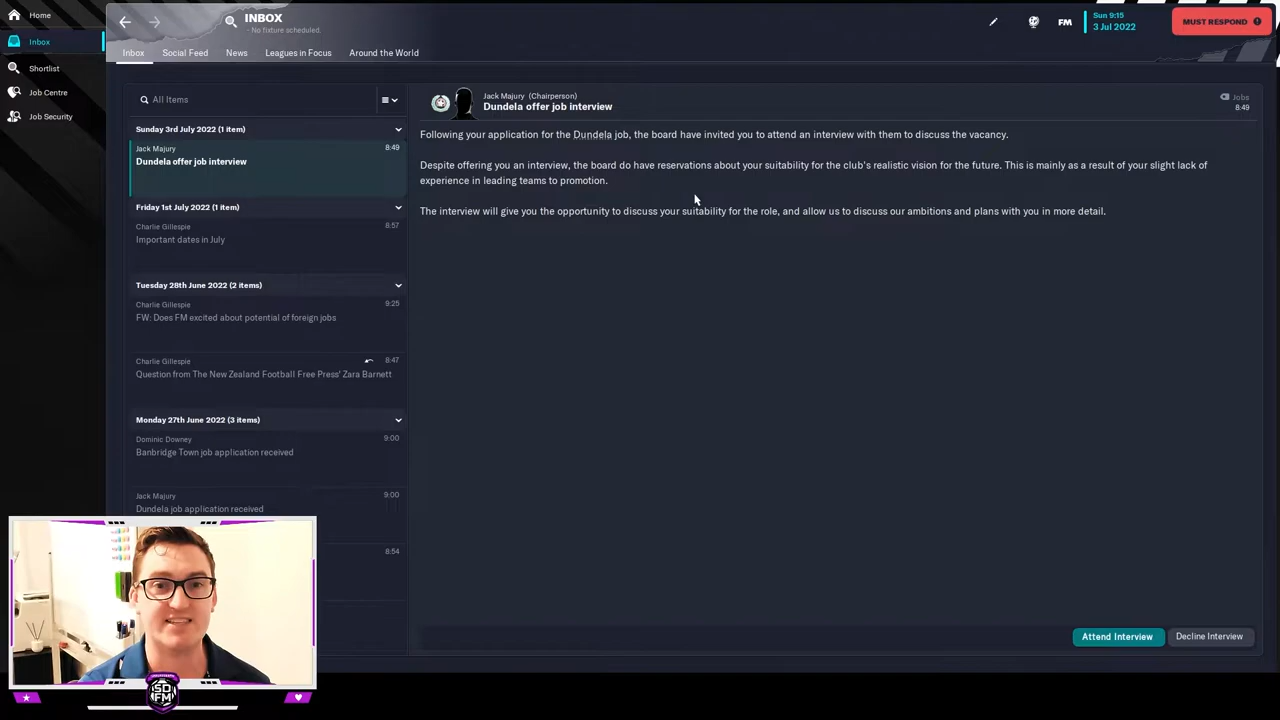 Home
Inbox
Shortlist
Job Centre
Job Security
INBOX
- No fixture scheduled.
FM
Sun 9:15
3 Jul 2022
MUST RESPOND
Inbox
Social Feed
News
Leagues in Focus
Around the World
All Items
Sunday 3rd July 2022 (1 item)
Jack Majury
8:49
Dundela offer job interview
Friday 1st July 2022 (1 item)
Charlie Gillespie
8:57
Important dates in July
Tuesday 28th June 2022 (2 items)
Charlie Gillespie
9:25
FW: Does FM excited about potential of foreign jobs
Charlie Gillespie
8:47
Question from The New Zealand Football Free Press' Zara Barnett
Monday 27th June 2022 (3 items)
Dominic Downey
9:00
Banbridge Town job application received
Jack Majury
9:00
Dundela job application received
8:54
Jack Majury (Chairperson)
Dundela offer job interview
Jobs
8:49
Following your application for the Dundela job, the board have invited you to attend an interview with them to discuss the vacancy.
Despite offering you an interview, the board do have reservations about your suitability for the club's realistic vision for the future. This is mainly as a result of your slight lack of
experience in leading teams to promotion.
The interview will give you the opportunity to discuss your suitability for the role, and allow us to discuss our ambitions and plans with you in more detail.
Attend Interview
Decline Interview
SD
FM